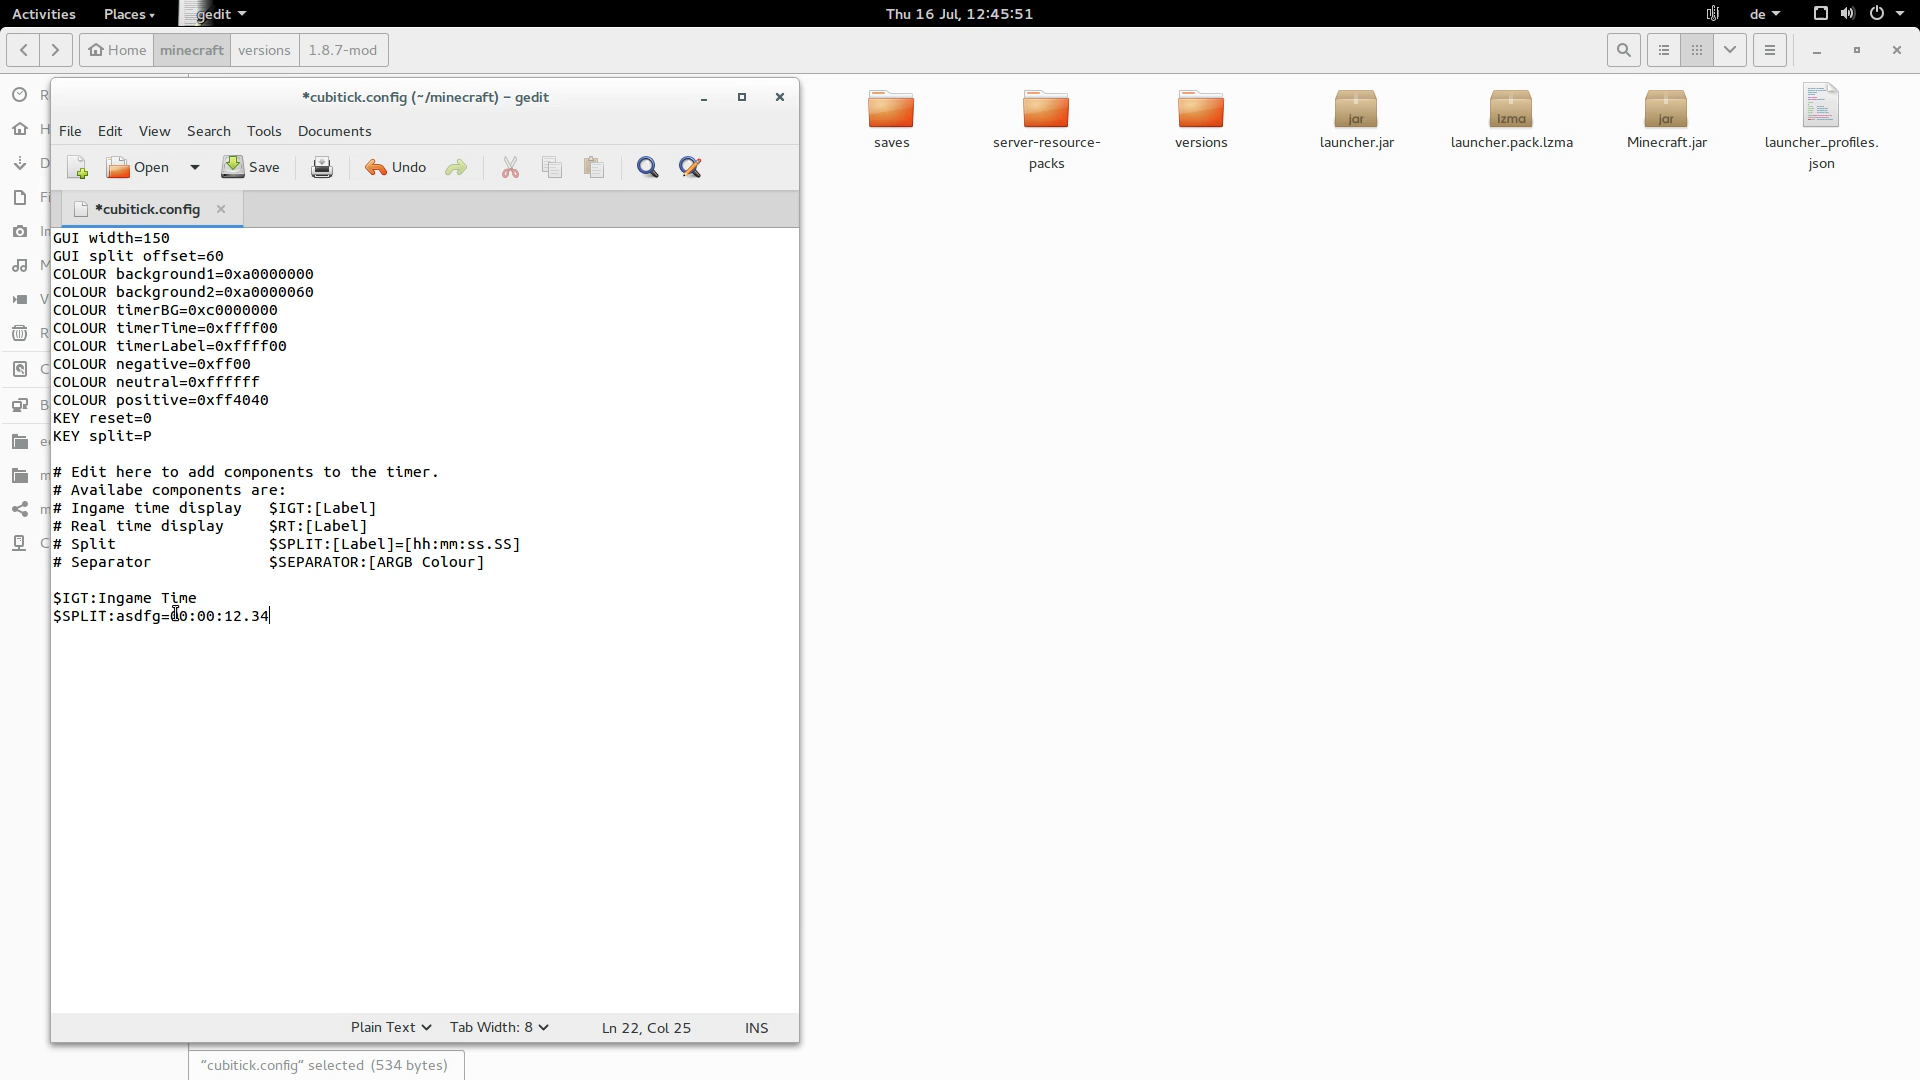 Activities Places gedit Thu 16 Jul, 12:45:51 de
Home minecraft versions 1.8.7-mod
*cubitick.config (~/minecraft) – gedit
File Edit View Search Tools Documents
Open Save Undo
*cubitick.config
GUI width=150
GUI split offset=60
COLOUR background1=0xa0000000
COLOUR background2=0xa0000060
COLOUR timerBG=0xc0000000
COLOUR timerTime=0xffff00
COLOUR timerLabel=0xffff00
COLOUR negative=0xff00
COLOUR neutral=0xffffff
COLOUR positive=0xff4040
KEY reset=0
KEY split=P
# Edit here to add components to the timer.
# Availabe components are:
# Ingame time display $IGT:[Label]
# Real time display $RT:[Label]
# Split $SPLIT:[Label]=[hh:mm:ss.SS]
# Separator $SEPARATOR:[ARGB Colour]
$IGT:Ingame Time
$SPLIT:asdfg=00:00:12.34
Plain Text Tab Width: 8 Ln 22, Col 25 INS
saves
server-resource-
packs
versions
jar
launcher.jar
lzma
launcher.pack.lzma
jar
Minecraft.jar
launcher_profiles.
json
"cubitick.config" selected (534 bytes)